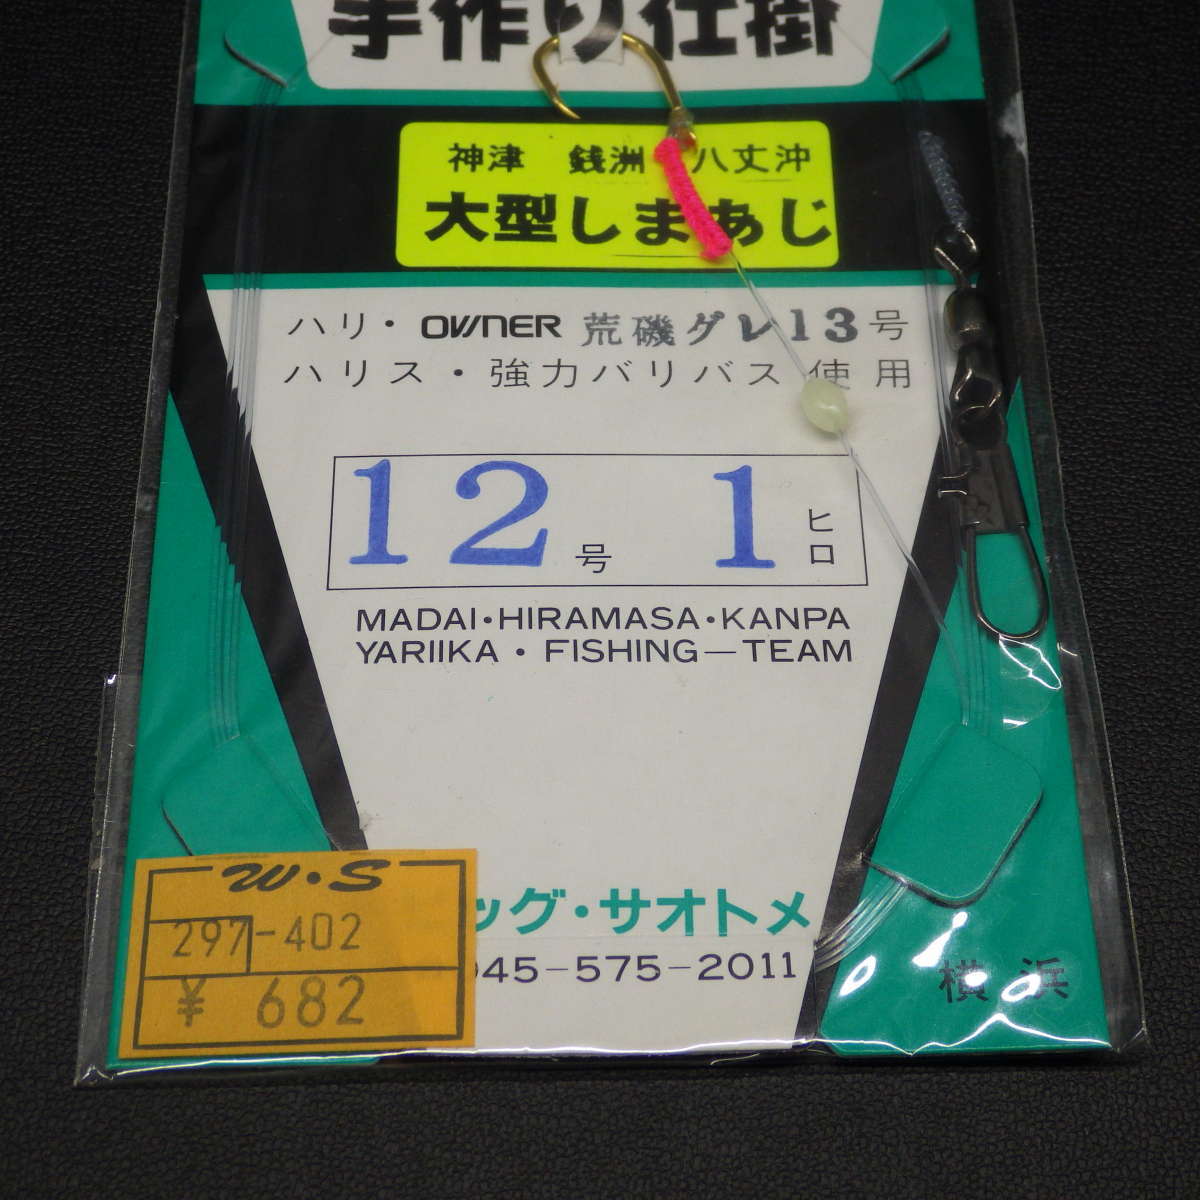 手作り仕掛
神津 銭洲 八丈沖
大型しまあじ
ハリ・OWNER 荒磯グレ13号
ハリス・強力バリバス使用
12号 1ヒロ
MADAI・HIRAMASA・KANPA
YARIIKA・FISHING—TEAM
ッグ・サオトメ
045-575-2011
横浜
W・S
297-402
¥ 682